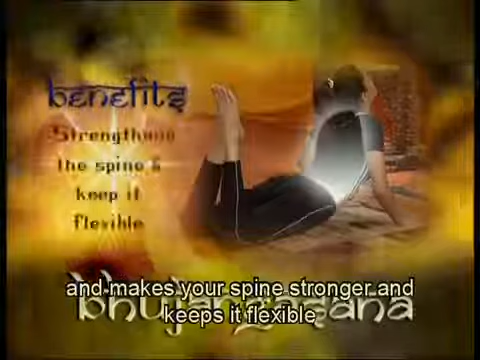 benefits
Strengthens
the spine &
keep it
flexible
and makes your spine stronger and
keeps it flexible
bhujangasana